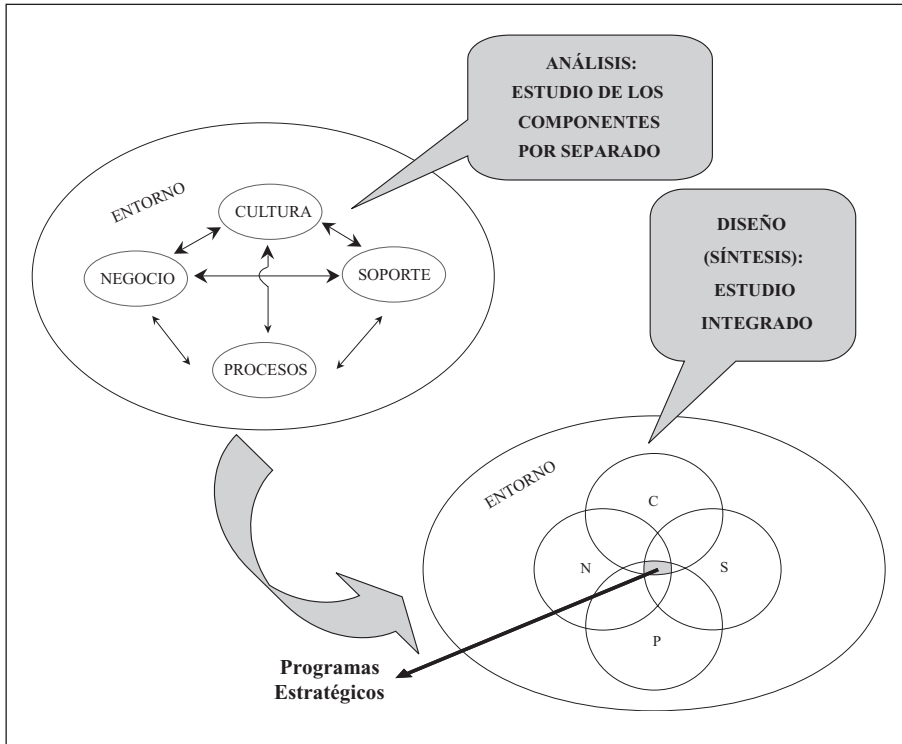 ANÁLISIS:
ESTUDIO DE LOS
COMPONENTES
POR SEPARADO
ENTORNO
CULTURA
NEGOCIO
SOPORTE
PROCESOS
DISEÑO
(SÍNTESIS):
ESTUDIO
INTEGRADO
ENTORNO
C
N
S
P
Programas
Estratégicos